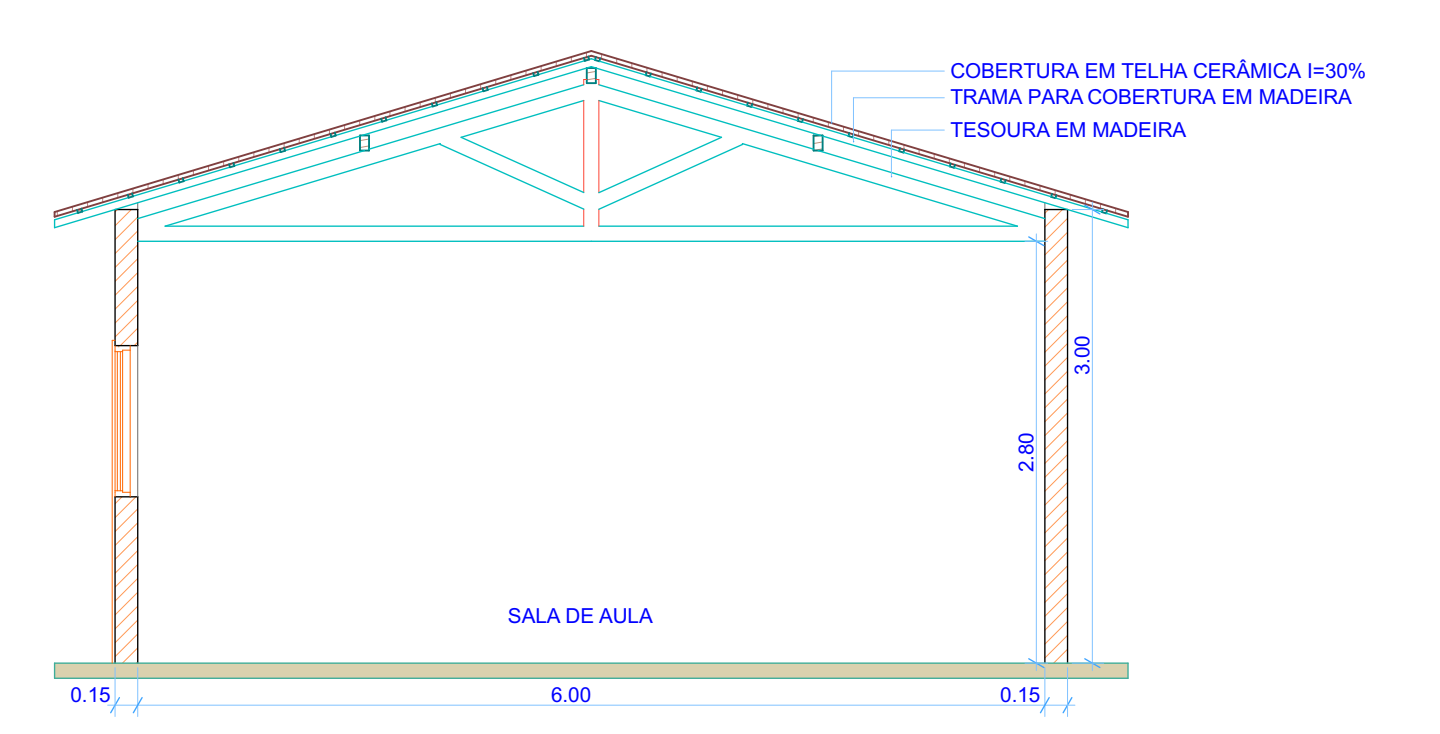 COBERTURA EM TELHA CERÂMICA I=30%
TRAMA PARA COBERTURA EM MADEIRA
TESOURA EM MADEIRA
3.00
2.80
SALA DE AULA
0.15
6.00
0.15